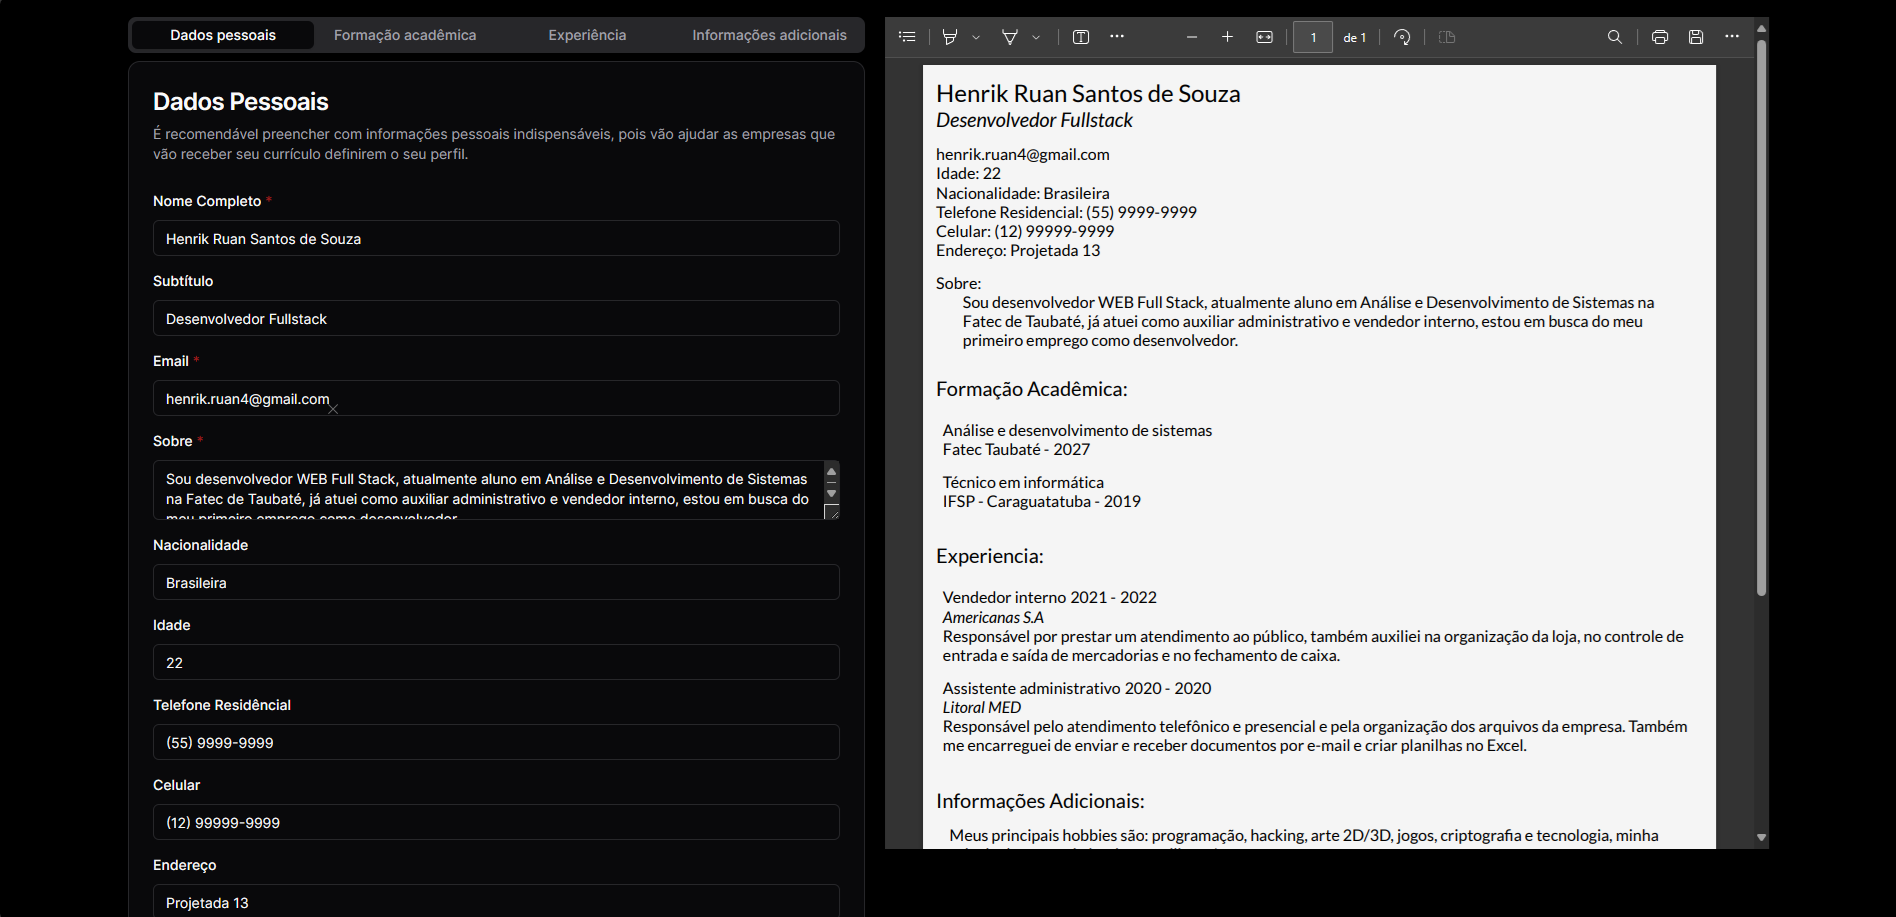 Dados pessoais
Formação acadêmica
Experiência
Informações adicionais
Dados Pessoais
É recomendável preencher com informações pessoais indispensáveis, pois vão ajudar as empresas que
vão receber seu currículo definirem o seu perfil.
Nome Completo *
Henrik Ruan Santos de Souza
Subtítulo
Desenvolvedor Fullstack
Email *
henrik.ruan4@gmail.com
Sobre *
Sou desenvolvedor WEB Full Stack, atualmente aluno em Análise e Desenvolvimento de Sistemas
na Fatec de Taubaté, já atuei como auxiliar administrativo e vendedor interno, estou em busca do
meu primeiro emprego como desenvolvedor.
Nacionalidade
Brasileira
Idade
22
Telefone Residêncial
(55) 9999-9999
Celular
(12) 99999-9999
Endereço
Projetada 13
1 de 1
Henrik Ruan Santos de Souza
Desenvolvedor Fullstack
henrik.ruan4@gmail.com
Idade: 22
Nacionalidade: Brasileira
Telefone Residencial: (55) 9999-9999
Celular: (12) 99999-9999
Endereço: Projetada 13
Sobre:
Sou desenvolvedor WEB Full Stack, atualmente aluno em Análise e Desenvolvimento de Sistemas na
Fatec de Taubaté, já atuei como auxiliar administrativo e vendedor interno, estou em busca do meu
primeiro emprego como desenvolvedor.
Formação Acadêmica:
Análise e desenvolvimento de sistemas
Fatec Taubaté - 2027
Técnico em informática
IFSP - Caraguatatuba - 2019
Experiencia:
Vendedor interno 2021 - 2022
Americanas S.A
Responsável por prestar um atendimento ao público, também auxiliei na organização da loja, no controle de
entrada e saída de mercadorias e no fechamento de caixa.
Assistente administrativo 2020 - 2020
Litoral MED
Responsável pelo atendimento telefônico e presencial e pela organização dos arquivos da empresa. Também
me encarreguei de enviar e receber documentos por e-mail e criar planilhas no Excel.
Informações Adicionais:
Meus principais hobbies são: programação, hacking, arte 2D/3D, jogos, criptografia e tecnologia, minha